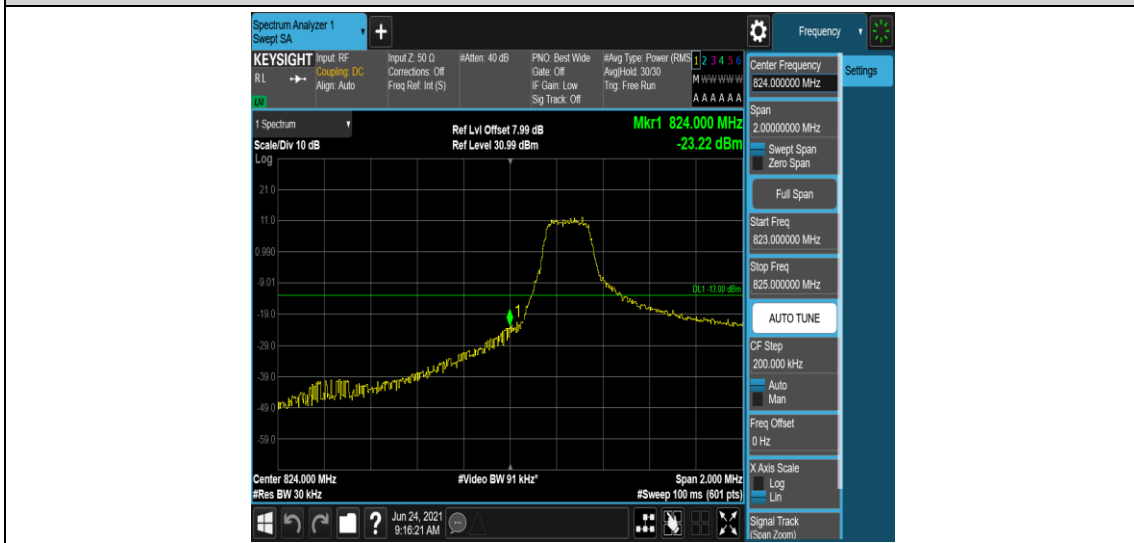 Spectrum Analyzer 1
Swept SA
+
Frequency
KEYSIGHT
RL
Input: RF
Coupling: DC
Align: Auto
Input Z: 50 Ω
Corrections: Off
Freq Ref: Int (S)
#Atten: 40 dB
PNO: Best Wide
Gate: Off
IF Gain: Low
Sig Track: Off
#Avg Type: Power (RMS
Avg|Hold: 30/30
Trig: Free Run
1 2 3 4 5 6
M W W W W W
A A A A A A
1 Spectrum
Scale/Div 10 dB
Log
Ref Lvl Offset 7.99 dB
Ref Level 30.99 dBm
Mkr1 824.000 MHz
-23.22 dBm
21.0
11.0
0.990
-9.01
-19.0
-29.0
-39.0
-49.0
-59.0
DL1 -13.00 dBm
1
Center 824.000 MHz
#Res BW 30 kHz
#Video BW 91 kHz*
Span 2.000 MHz
#Sweep 100 ms (601 pts)
?
Jun 24, 2021
9:16:21 AM
Center Frequency
824.000000 MHz
Settings
Span
2.00000000 MHz
Swept Span
Zero Span
Full Span
Start Freq
823.000000 MHz
Stop Freq
825.000000 MHz
AUTO TUNE
CF Step
200.000 kHz
Auto
Man
Freq Offset
0 Hz
X Axis Scale
Log
Lin
Signal Track
(Span Zoom)